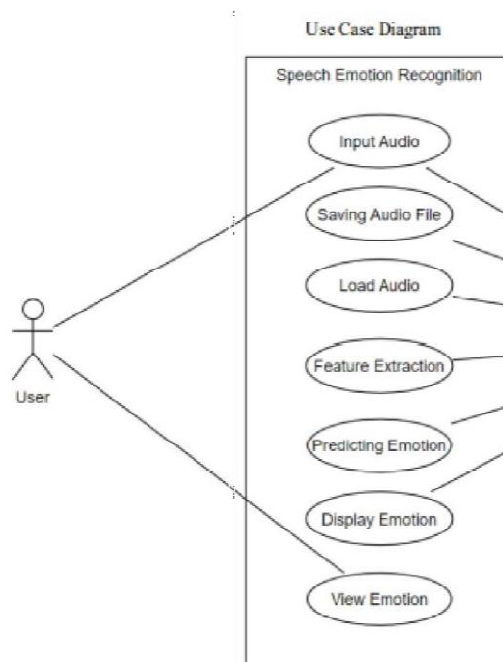 Use Case Diagram
Speech Emotion Recognition
Input Audio
Saving Audio File
Load Audio
Feature Extraction
User
Predicting Emotion
Display Emotion
View Emotion